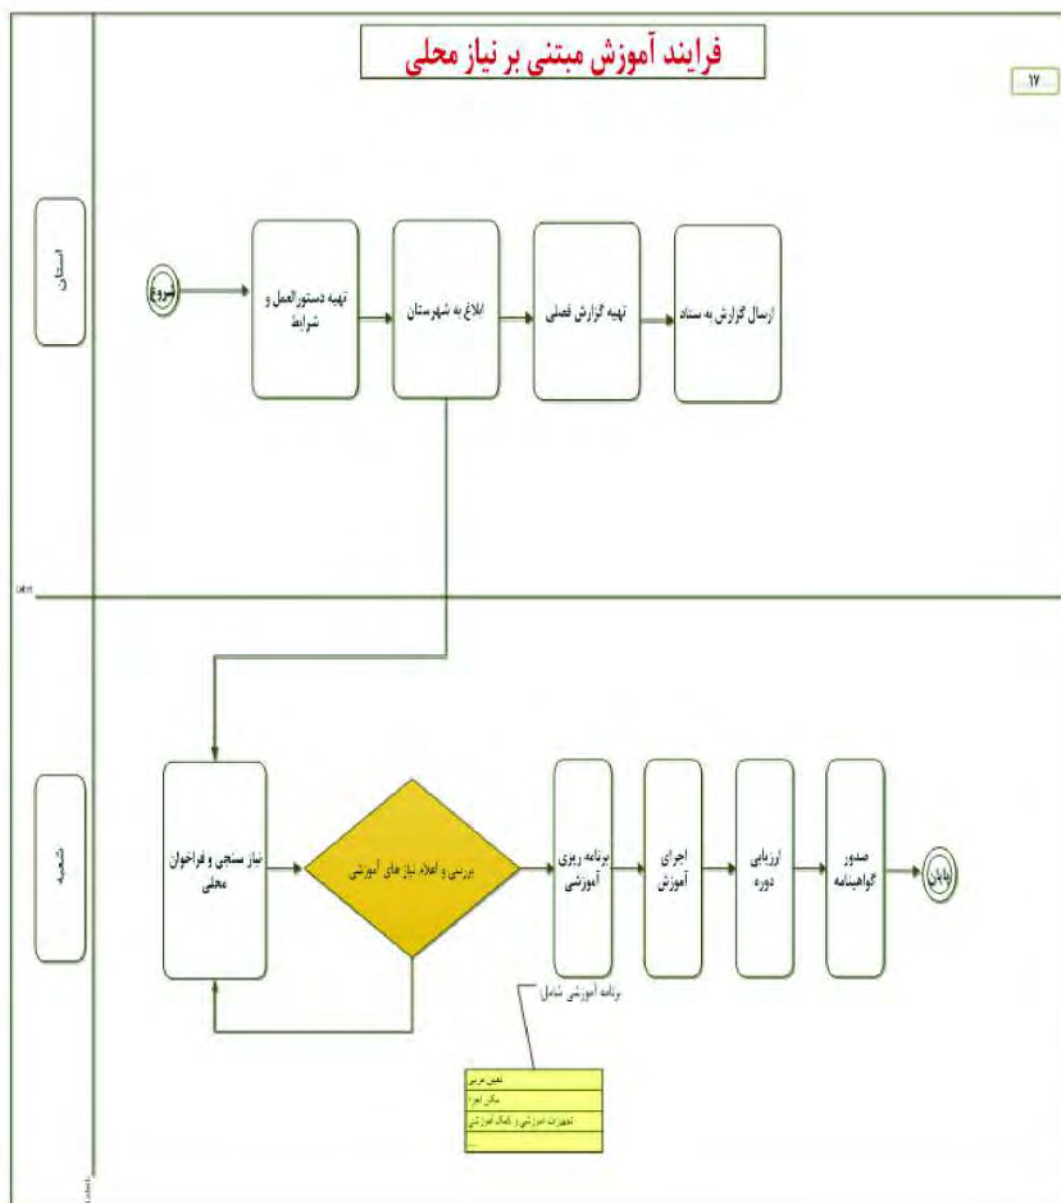 فرایند آموزش مبتنی بر نیاز محلی
۱۷
استان
شروع
تهیه دستورالعمل و
شرایط
ابلاغ به شهرستان
تهیه گزارش فصلی
ارسال گزارش به ستاد
شعبه
نیاز سنجی و فراخوان
محلی
بررسی و اعلام نیاز های آموزشی
برنامه ریزی
آموزشی
اجرای
آموزش
ارزیابی
دوره
صدور
گواهینامه
پایان
برنامه آموزشی شامل:
تعیین مربی
مکان اجرا
تجهیزات آموزشی و کمک آموزشی
....